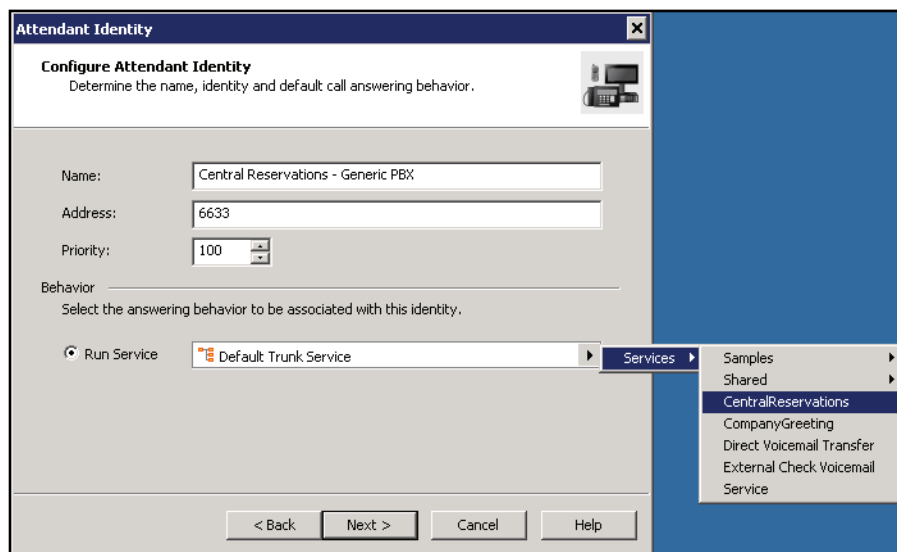 Attendant Identity
Configure Attendant Identity
Determine the name, identity and default call answering behavior.
Name: Central Reservations - Generic PBX
Address: 6633
Priority: 100
Behavior
Select the answering behavior to be associated with this identity.
Run Service Default Trunk Service Services Samples
Shared
CentralReservations
CompanyGreeting
Direct Voicemail Transfer
External Check Voicemail
Service
< Back Next > Cancel Help